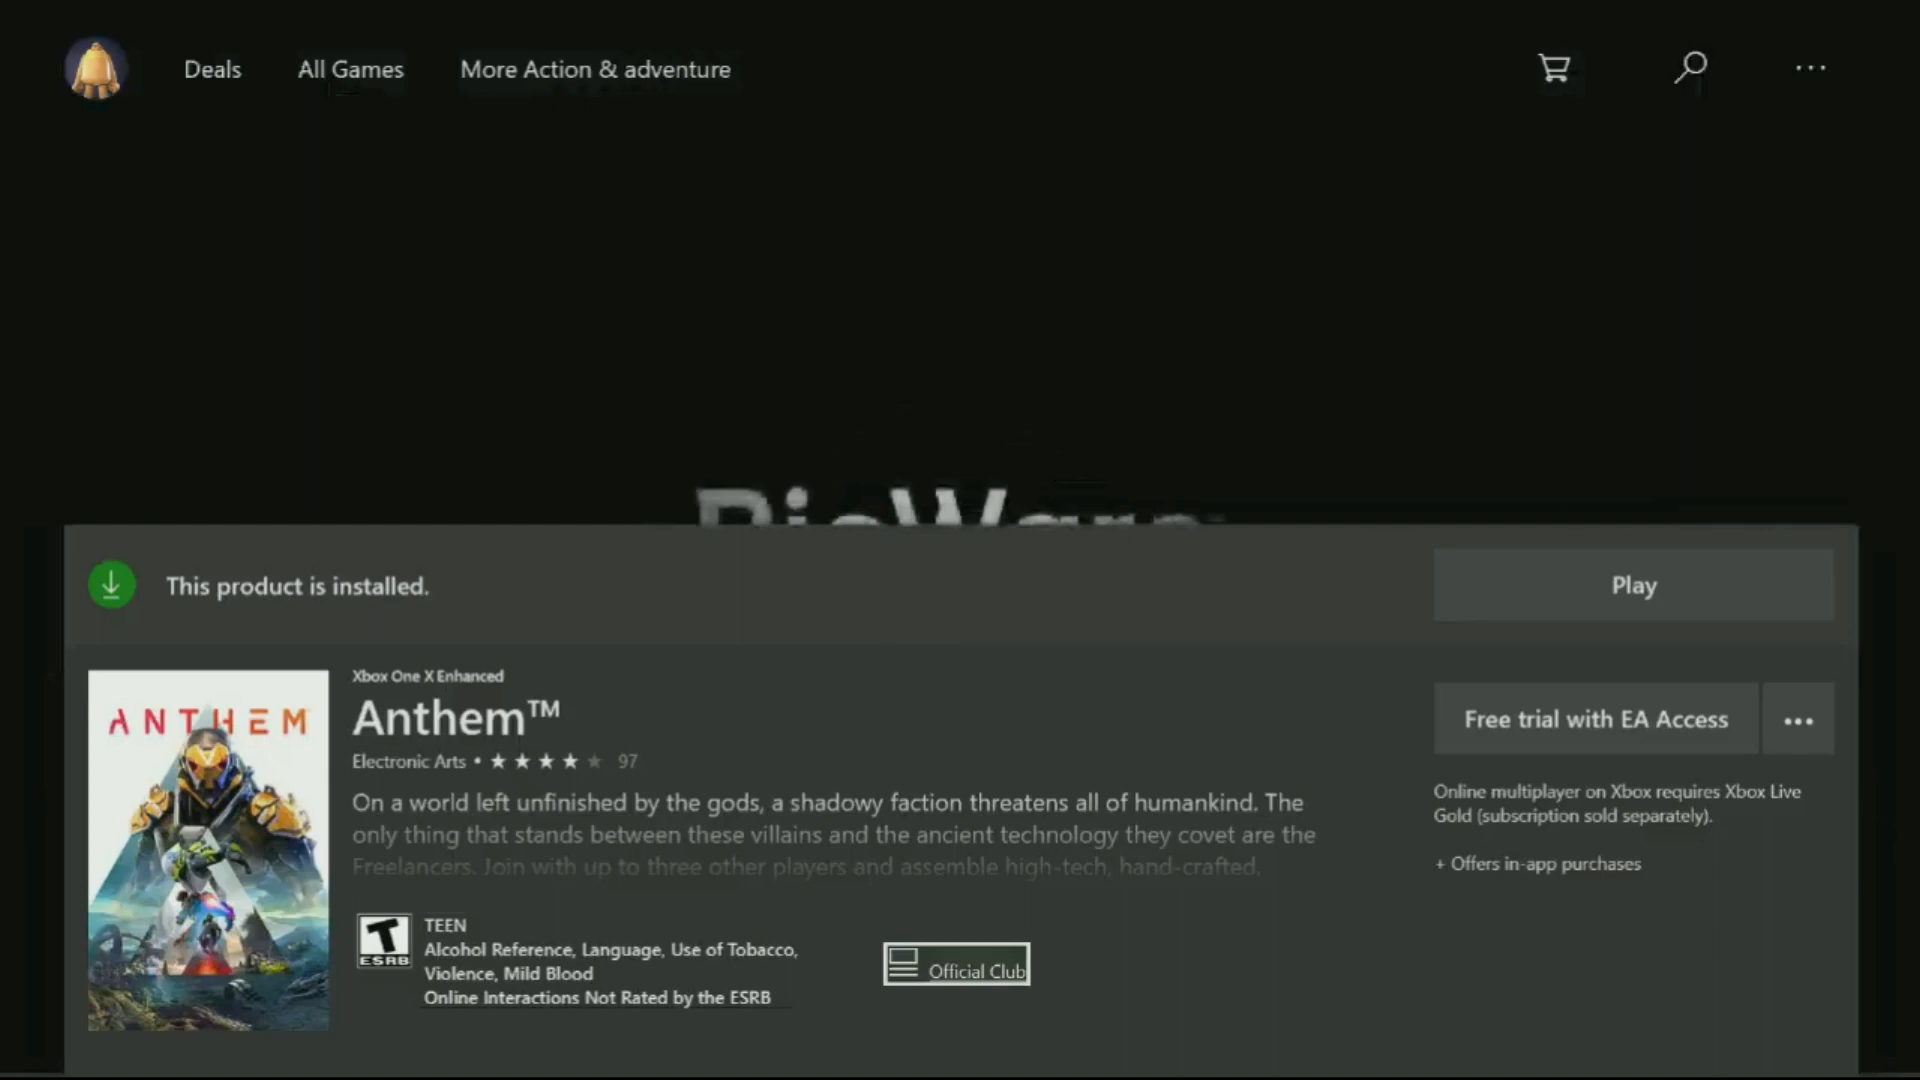 Deals
All Games
More Action & adventure
BioWare
This product is installed.
Play
ANTHEM
Xbox One X Enhanced
Anthem™
Electronic Arts • ★ ★ ★ ★ ★ 97
On a world left unfinished by the gods, a shadowy faction threatens all of humankind. The
only thing that stands between these villains and the ancient technology they covet are the
Freelancers. Join with up to three other players and assemble high-tech, hand-crafted,
Free trial with EA Access
Online multiplayer on Xbox requires Xbox Live
Gold (subscription sold separately).
+ Offers in-app purchases
T
ESRB
TEEN
Alcohol Reference, Language, Use of Tobacco,
Violence, Mild Blood
Online Interactions Not Rated by the ESRB
Official Club